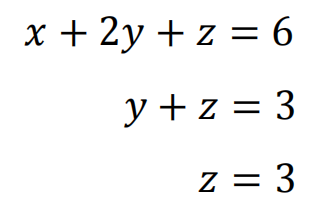 x + 2y + z = 6
y + z = 3
z = 3